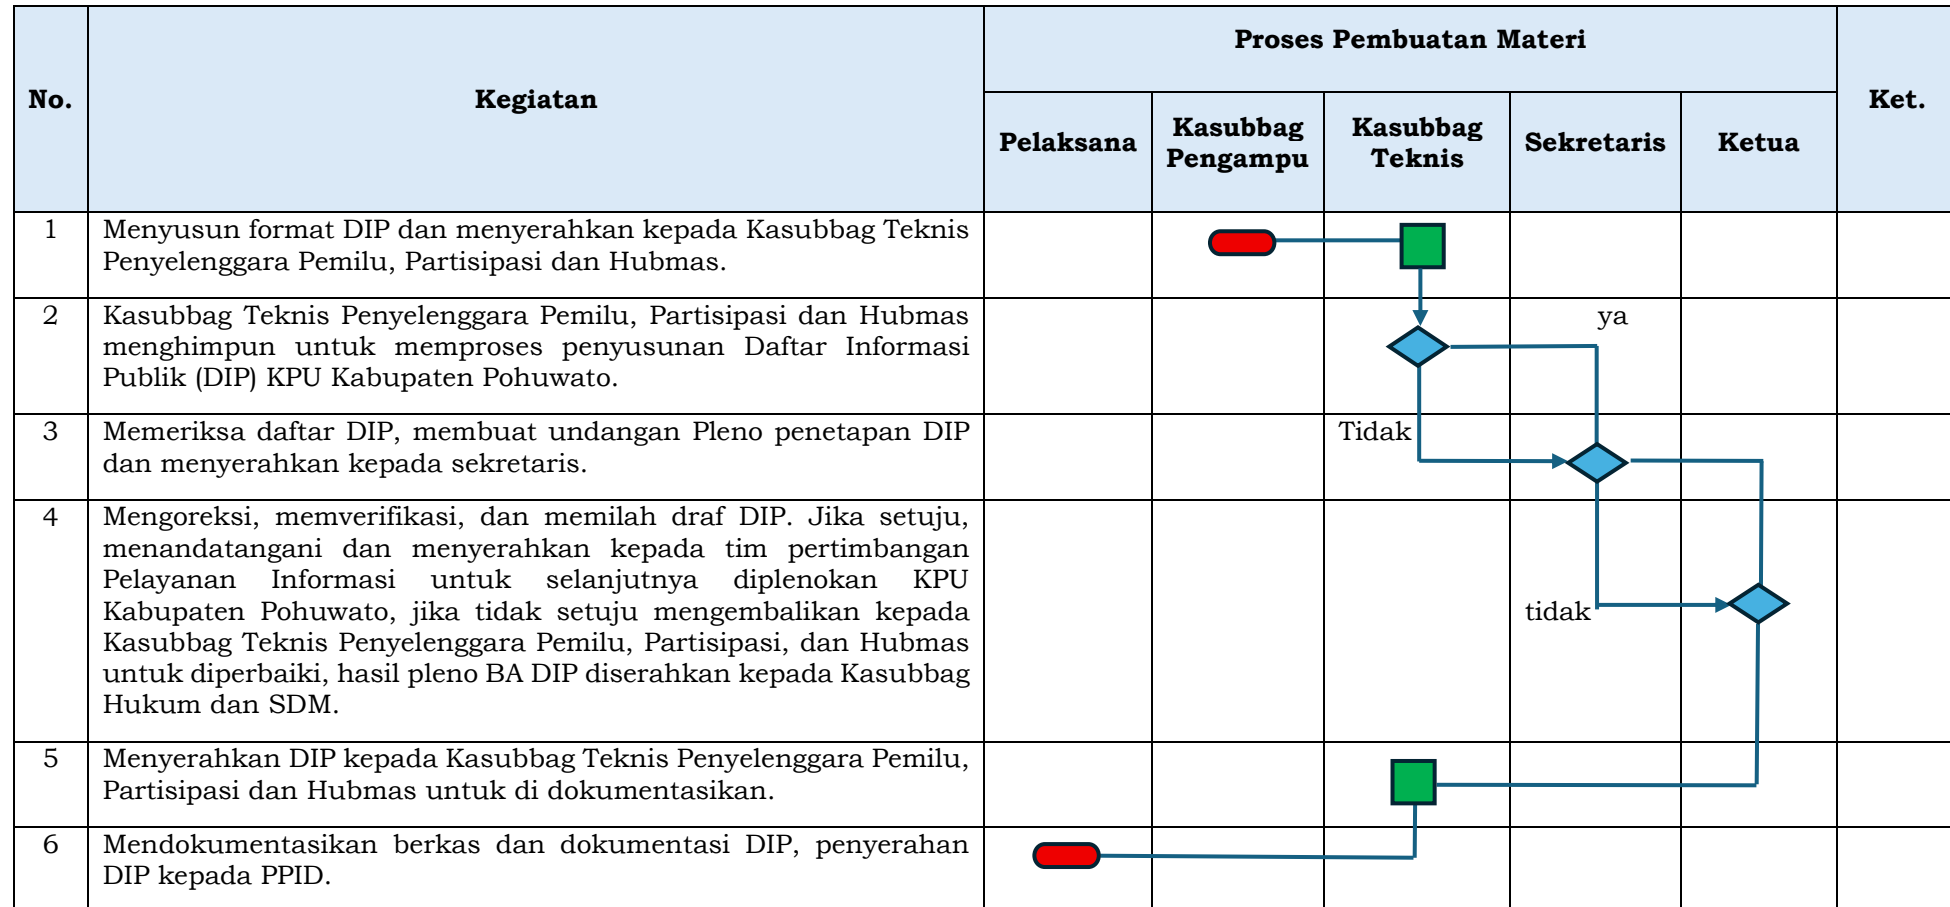 No.
Kegiatan
Proses Pembuatan Materi
Ket.
Pelaksana
Kasubbag
Pengampu
Kasubbag
Teknis
Sekretaris
Ketua
1
Menyusun format DIP dan menyerahkan kepada Kasubbag Teknis
Penyelenggara Pemilu, Partisipasi dan Hubmas.
2
Kasubbag Teknis Penyelenggara Pemilu, Partisipasi dan Hubmas
menghimpun untuk memproses penyusunan Daftar Informasi
Publik (DIP) KPU Kabupaten Pohuwato.
ya
3
Memeriksa daftar DIP, membuat undangan Pleno penetapan DIP
dan menyerahkan kepada sekretaris.
Tidak
4
Mengoreksi, memverifikasi, dan memilah draf DIP. Jika setuju,
menandatangani dan menyerahkan kepada tim pertimbangan
Pelayanan Informasi untuk selanjutnya diplenokan KPU
Kabupaten Pohuwato, jika tidak setuju mengembalikan kepada
Kasubbag Teknis Penyelenggara Pemilu, Partisipasi, dan Hubmas
untuk diperbaiki, hasil pleno BA DIP diserahkan kepada Kasubbag
Hukum dan SDM.
tidak
5
Menyerahkan DIP kepada Kasubbag Teknis Penyelenggara Pemilu,
Partisipasi dan Hubmas untuk di dokumentasikan.
6
Mendokumentasikan berkas dan dokumentasi DIP, penyerahan
DIP kepada PPID.